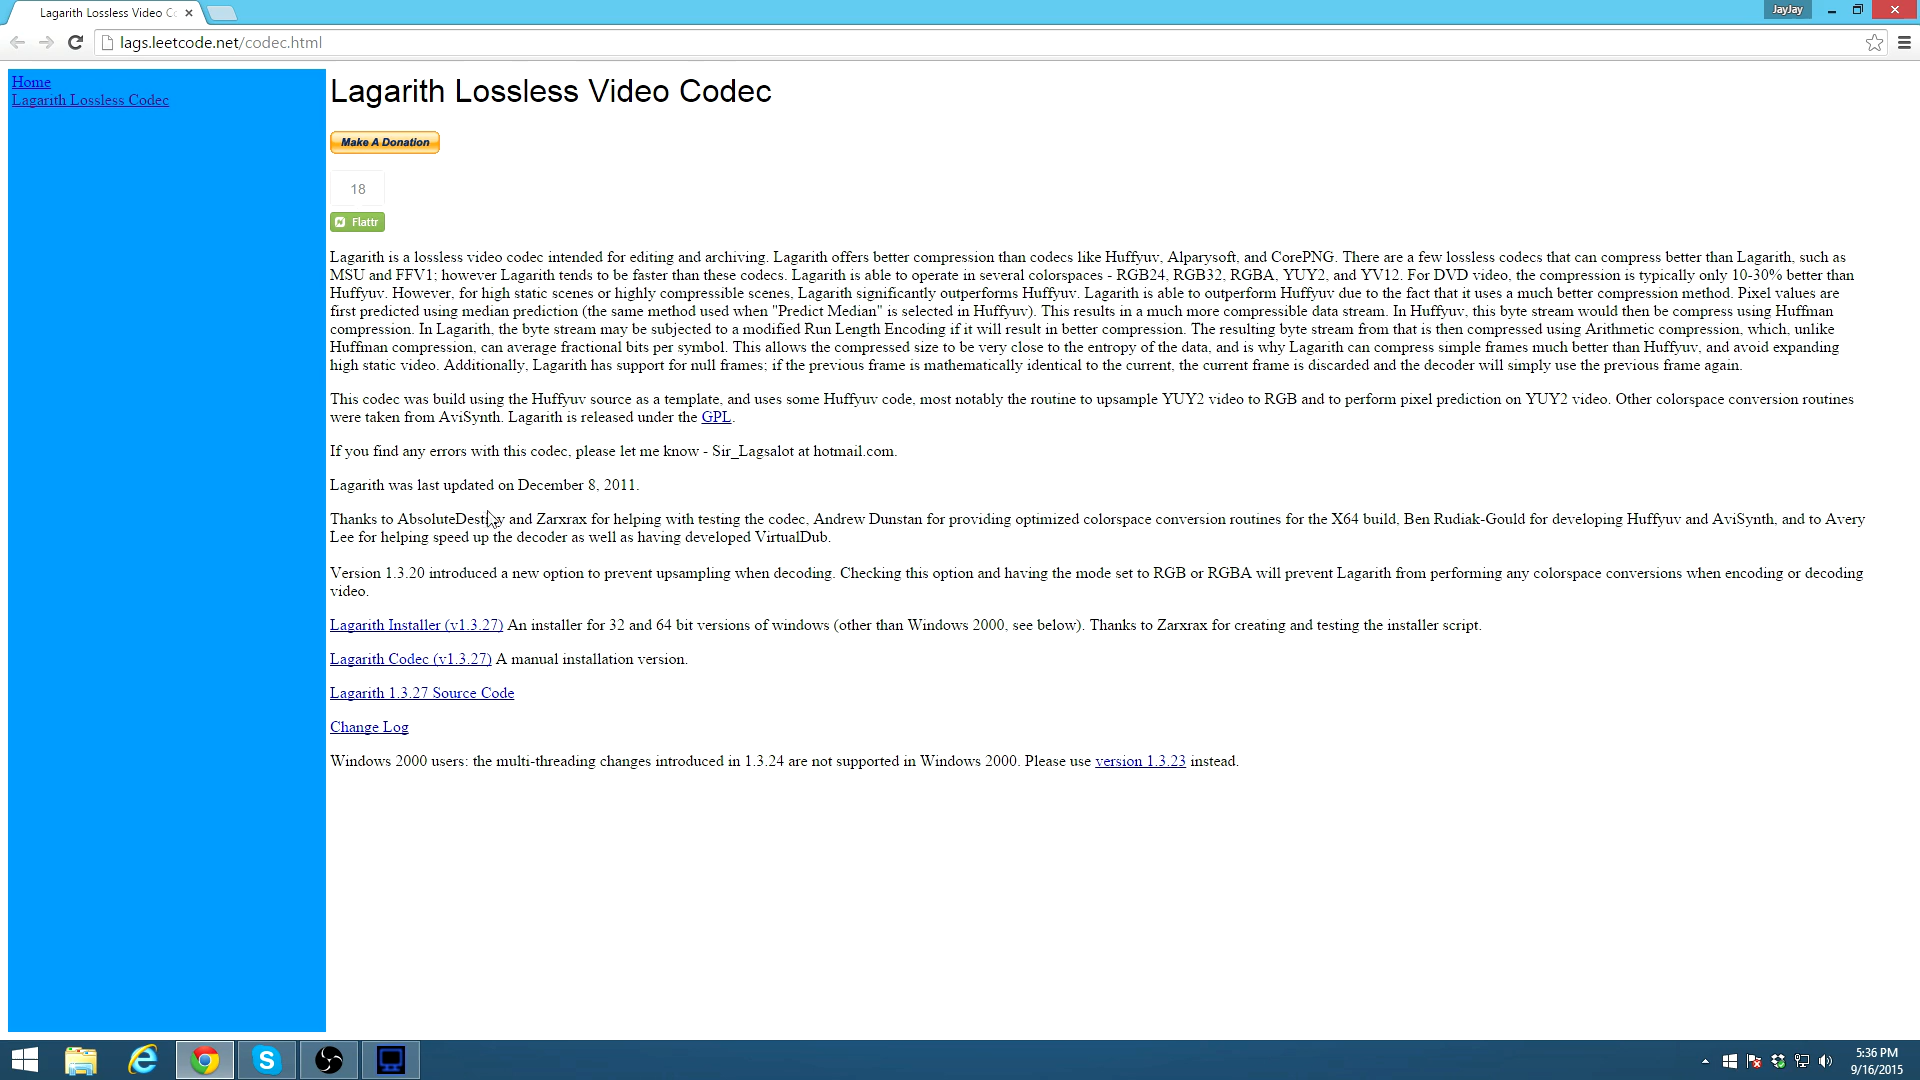 Lagarith Lossless Video Co
JayJay
lags.leetcode.net/codec.html
Home
Lagarith Lossless Codec
Lagarith Lossless Video Codec
Make A Donation
18
Flattr
Lagarith is a lossless video codec intended for editing and archiving. Lagarith offers better compression than codecs like Huffyuv, Alparysoft, and CorePNG. There are a few lossless codecs that can compress better than Lagarith, such as
MSU and FFV1; however Lagarith tends to be faster than these codecs. Lagarith is able to operate in several colorspaces - RGB24, RGB32, RGBA, YUY2, and YV12. For DVD video, the compression is typically only 10-30% better than
Huffyuv. However, for high static scenes or highly compressible scenes, Lagarith significantly outperforms Huffyuv. Lagarith is able to outperform Huffyuv due to the fact that it uses a much better compression method. Pixel values are
first predicted using median prediction (the same method used when "Predict Median" is selected in Huffyuv). This results in a much more compressible data stream. In Huffyuv, this byte stream would then be compress using Huffman
compression. In Lagarith, the byte stream may be subjected to a modified Run Length Encoding if it will result in better compression. The resulting byte stream from that is then compressed using Arithmetic compression, which, unlike
Huffman compression, can average fractional bits per symbol. This allows the compressed size to be very close to the entropy of the data, and is why Lagarith can compress simple frames much better than Huffyuv, and avoid expanding
high static video. Additionally, Lagarith has support for null frames; if the previous frame is mathematically identical to the current, the current frame is discarded and the decoder will simply use the previous frame again.
This codec was build using the Huffyuv source as a template, and uses some Huffyuv code, most notably the routine to upsample YUY2 video to RGB and to perform pixel prediction on YUY2 video. Other colorspace conversion routines
were taken from AviSynth. Lagarith is released under the GPL.
If you find any errors with this codec, please let me know - Sir_Lagsalot at hotmail.com.
Lagarith was last updated on December 8, 2011.
Thanks to AbsoluteDestiny and Zarxrax for helping with testing the codec, Andrew Dunstan for providing optimized colorspace conversion routines for the X64 build, Ben Rudiak-Gould for developing Huffyuv and AviSynth, and to Avery
Lee for helping speed up the decoder as well as having developed VirtualDub.
Version 1.3.20 introduced a new option to prevent upsampling when decoding. Checking this option and having the mode set to RGB or RGBA will prevent Lagarith from performing any colorspace conversions when encoding or decoding
video.
Lagarith Installer (v1.3.27) An installer for 32 and 64 bit versions of windows (other than Windows 2000, see below). Thanks to Zarxrax for creating and testing the installer script.
Lagarith Codec (v1.3.27) A manual installation version.
Lagarith 1.3.27 Source Code
Change Log
Windows 2000 users: the multi-threading changes introduced in 1.3.24 are not supported in Windows 2000. Please use version 1.3.23 instead.
5:36 PM
9/16/2015